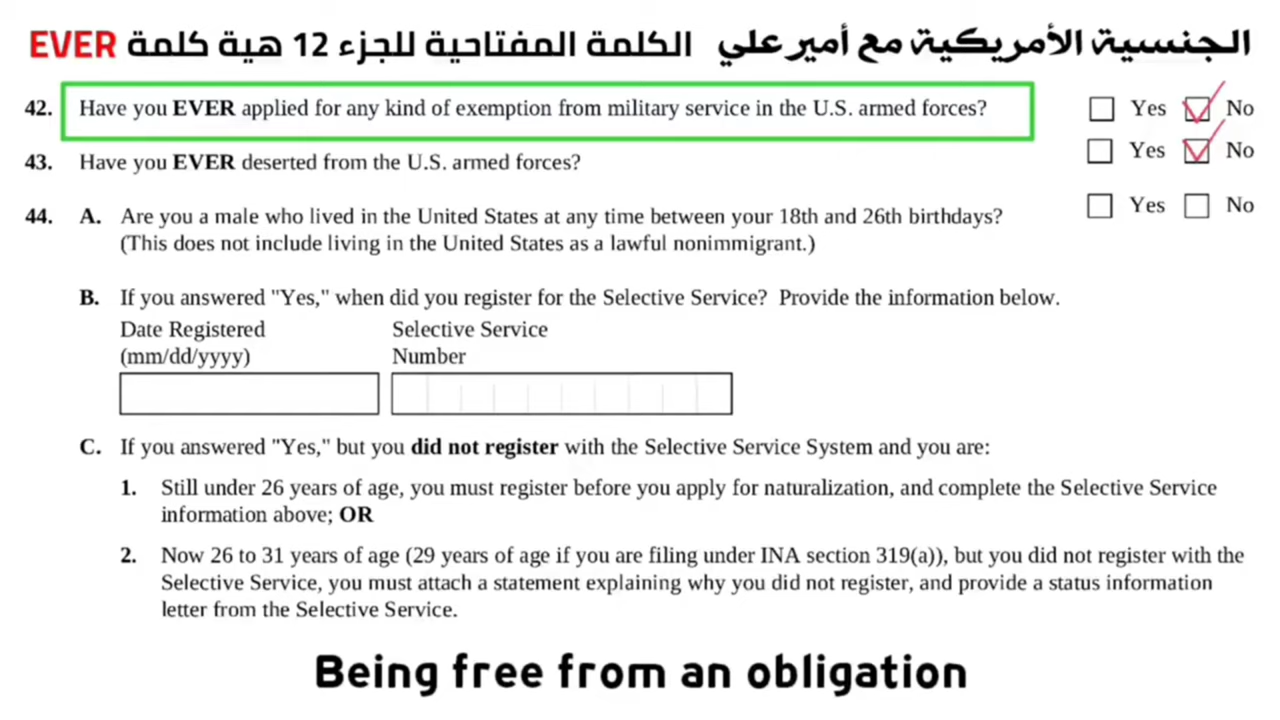 الجنسية الأمريكية مع أمير علي الكلمة المفتاحية للجزء 12 هية كلمة EVER
42. Have you EVER applied for any kind of exemption from military service in the U.S. armed forces? Yes No
43. Have you EVER deserted from the U.S. armed forces? Yes No
44. A. Are you a male who lived in the United States at any time between your 18th and 26th birthdays? Yes No
(This does not include living in the United States as a lawful nonimmigrant.)
B. If you answered "Yes," when did you register for the Selective Service? Provide the information below.
Date Registered Selective Service
(mm/dd/yyyy) Number
C. If you answered "Yes," but you did not register with the Selective Service System and you are:
1. Still under 26 years of age, you must register before you apply for naturalization, and complete the Selective Service
information above; OR
2. Now 26 to 31 years of age (29 years of age if you are filing under INA section 319(a)), but you did not register with the
Selective Service, you must attach a statement explaining why you did not register, and provide a status information
letter from the Selective Service.
Being free from an obligation